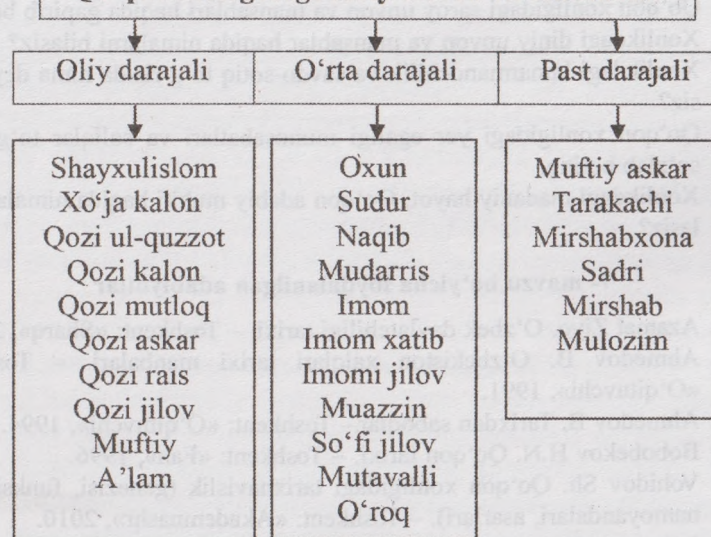 Oliy darajali
O‘rta darajali
Past darajali
Shayxulislom
Xo‘ja kalon
Qozi ul-quzzot
Qozi kalon
Qozi mutloq
Qozi askar
Qozi rais
Qozi jilov
Muftiy
A’lam
Oxun
Sudur
Naqib
Mudarris
Imom
Imom xatib
Imomi jilov
Muazzin
So‘fi jilov
Mutavalli
O‘roq
Muftiy askar
Tarakachi
Mirshabxona
Sadri
Mirshab
Mulozim